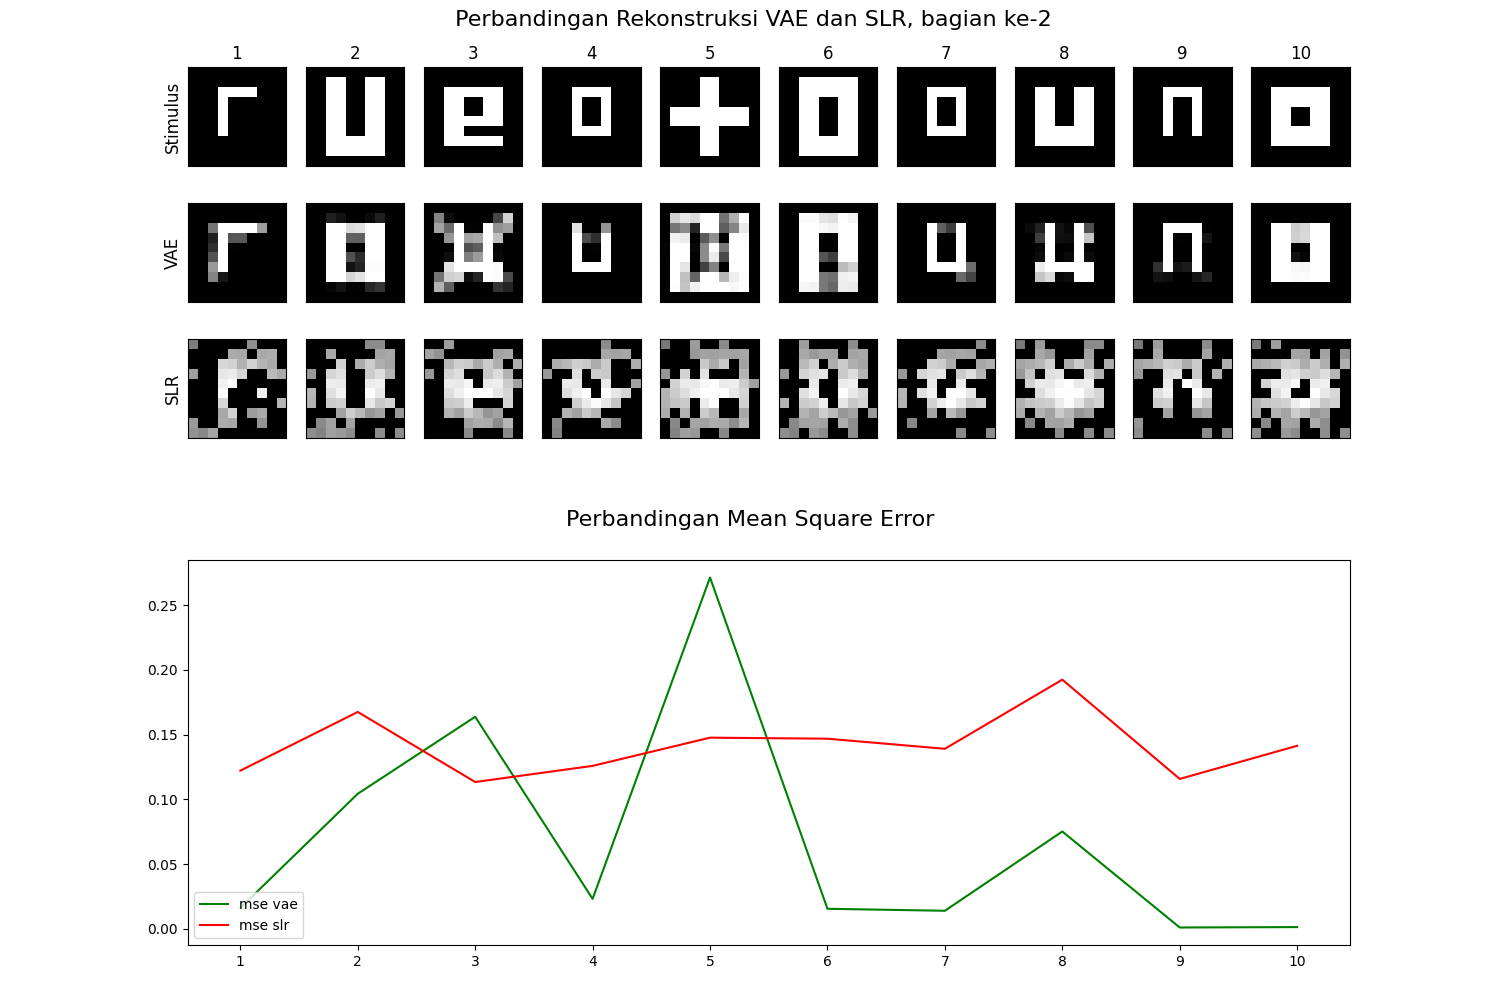 Perbandingan Rekonstruksi VAE dan SLR, bagian ke-2
1 2 3 4 5 6 7 8 9 10
Stimulus
VAE
SLR
Perbandingan Mean Square Error
0.25
0.20
0.15
0.10
0.05
0.00
mse vae
mse slr
1 2 3 4 5 6 7 8 9 10